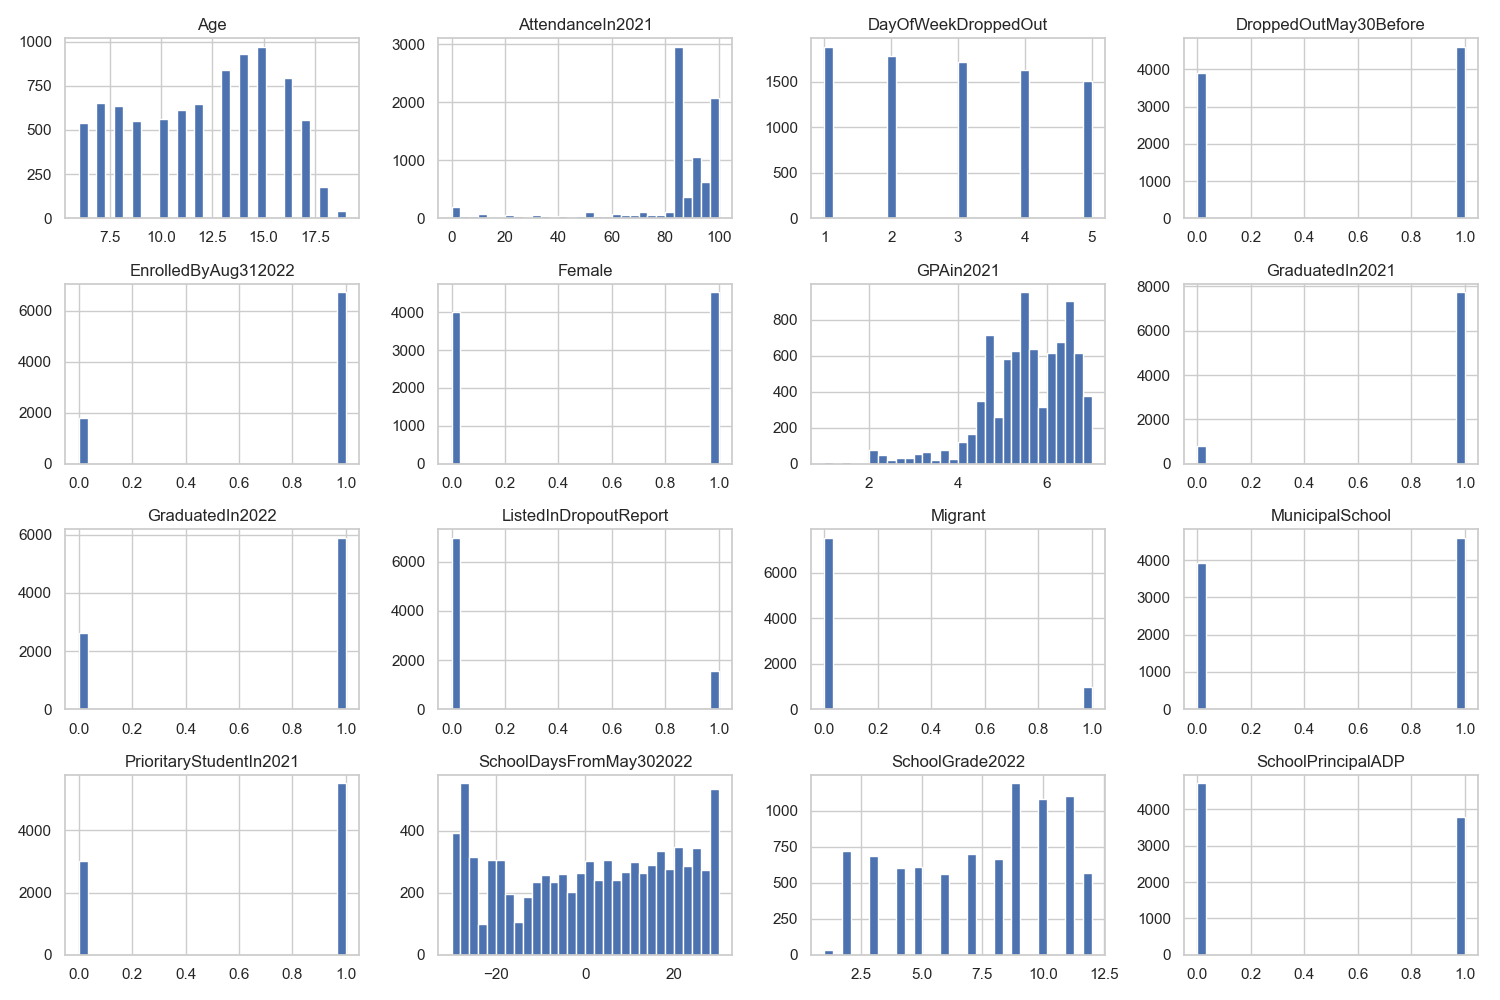 Age AttendanceIn2021 DayOfWeekDroppedOut DroppedOutMay30Before
1000 750 500 250 0
7.5 10.0 12.5 15.0 17.5
3000 2000 1000 0
0 20 40 60 80 100
1500 1000 500 0
1 2 3 4 5
4000 3000 2000 1000 0
0.0 0.2 0.4 0.6 0.8 1.0
EnrolledByAug312022 Female GPAin2021 GraduatedIn2021
6000 4000 2000 0
0.0 0.2 0.4 0.6 0.8 1.0
4000 3000 2000 1000 0
0.0 0.2 0.4 0.6 0.8 1.0
800 600 400 200 0
2 4 6
8000 6000 4000 2000 0
0.0 0.2 0.4 0.6 0.8 1.0
GraduatedIn2022 ListedInDropoutReport Migrant MunicipalSchool
6000 4000 2000 0
0.0 0.2 0.4 0.6 0.8 1.0
6000 4000 2000 0
0.0 0.2 0.4 0.6 0.8 1.0
6000 4000 2000 0
0.0 0.2 0.4 0.6 0.8 1.0
4000 3000 2000 1000 0
0.0 0.2 0.4 0.6 0.8 1.0
PrioritaryStudentIn2021 SchoolDaysFromMay302022 SchoolGrade2022 SchoolPrincipalADP
4000 2000 0
0.0 0.2 0.4 0.6 0.8 1.0
400 200 0
−20 0 20
1000 750 500 250 0
2.5 5.0 7.5 10.0 12.5
4000 3000 2000 1000 0
0.0 0.2 0.4 0.6 0.8 1.0